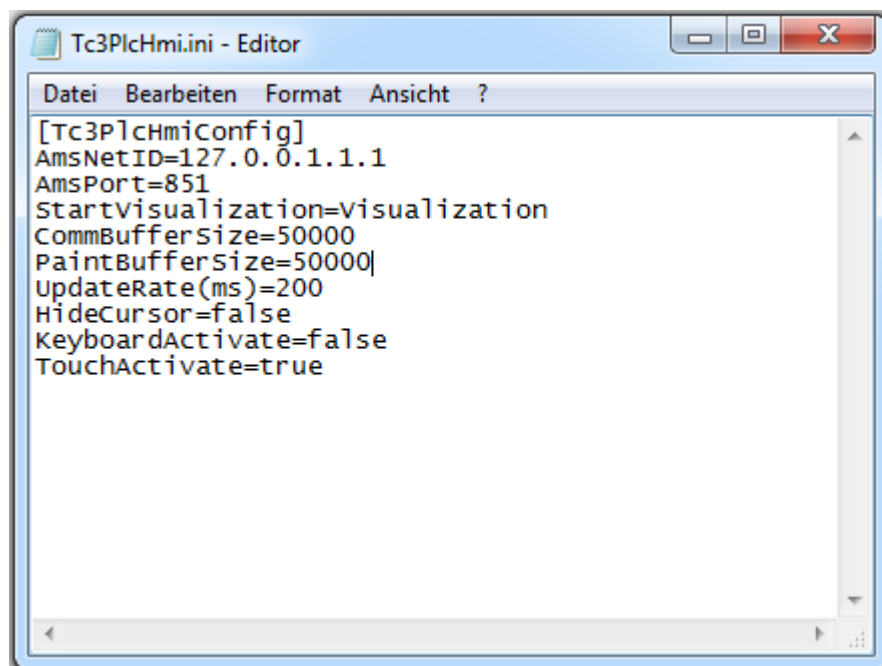 Tc3PlcHmi.ini - Editor
Datei Bearbeiten Format Ansicht ?
[Tc3PlcHmiConfig]
AmsNetID=127.0.0.1.1.1
AmsPort=851
StartVisualization=Visualization
CommBufferSize=50000
PaintBufferSize=50000
UpdateRate(ms)=200
HideCursor=false
KeyboardActivate=false
TouchActivate=true